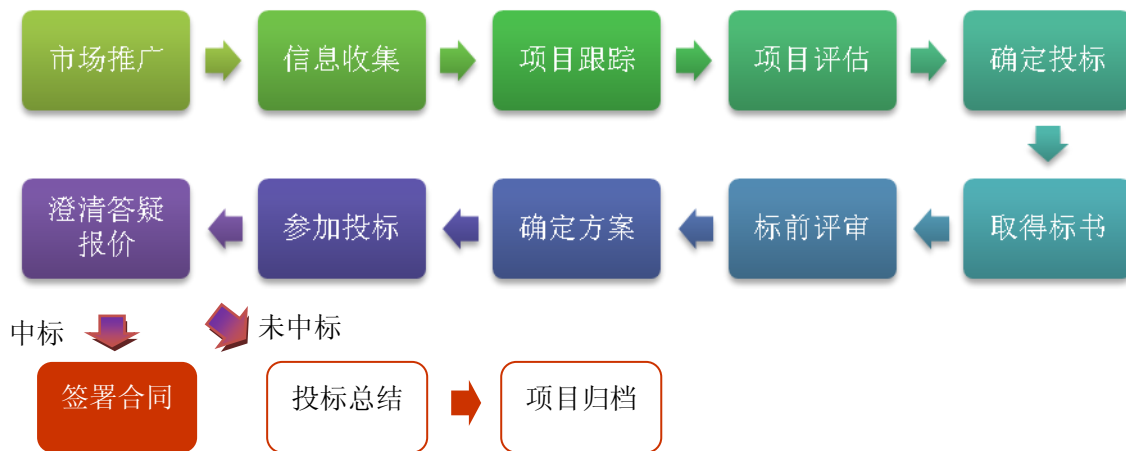 市场推广
信息收集
项目跟踪
项目评估
确定投标
澄清答疑
报价
参加投标
确定方案
标前评审
取得标书
中标
未中标
签署合同
投标总结
项目归档